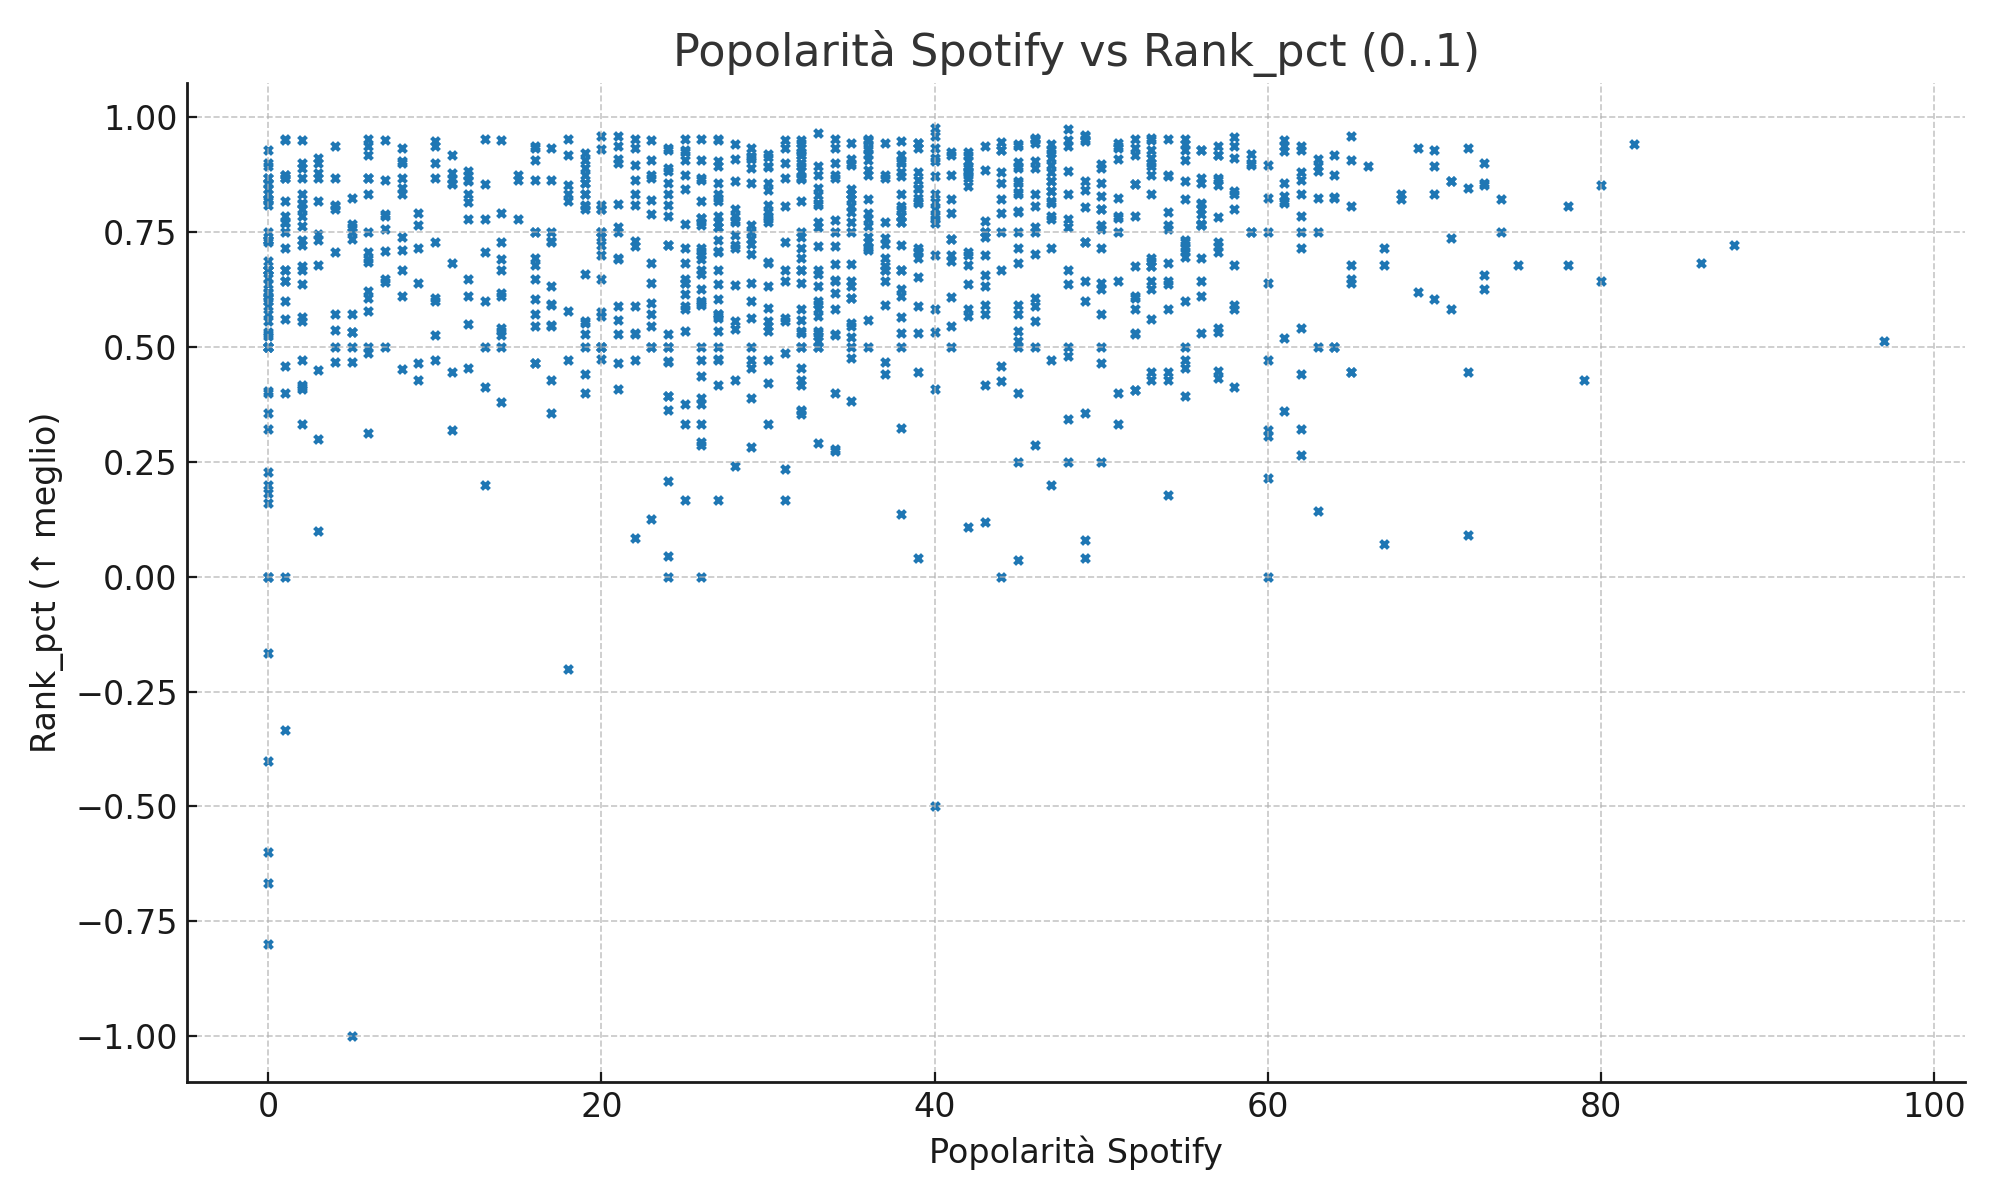 Popolarità Spotify vs Rank_pct (0..1)
Rank_pct (↑ meglio)
1.00
0.75
0.50
0.25
0.00
−0.25
−0.50
−0.75
−1.00
0 20 40 60 80 100
Popolarità Spotify